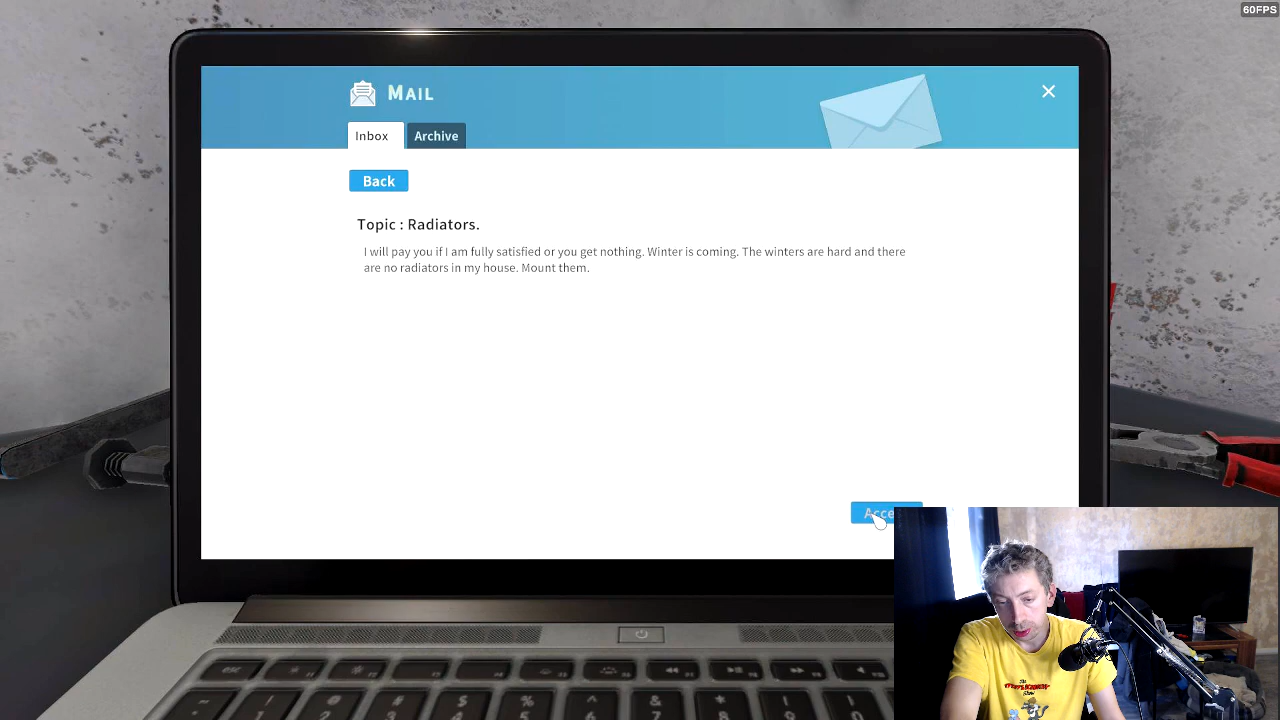 60FPS
MAIL
Inbox
Archive
Back
Topic : Radiators.
I will pay you if I am fully satisfied or you get nothing. Winter is coming. The winters are hard and there
are no radiators in my house. Mount them.
esc